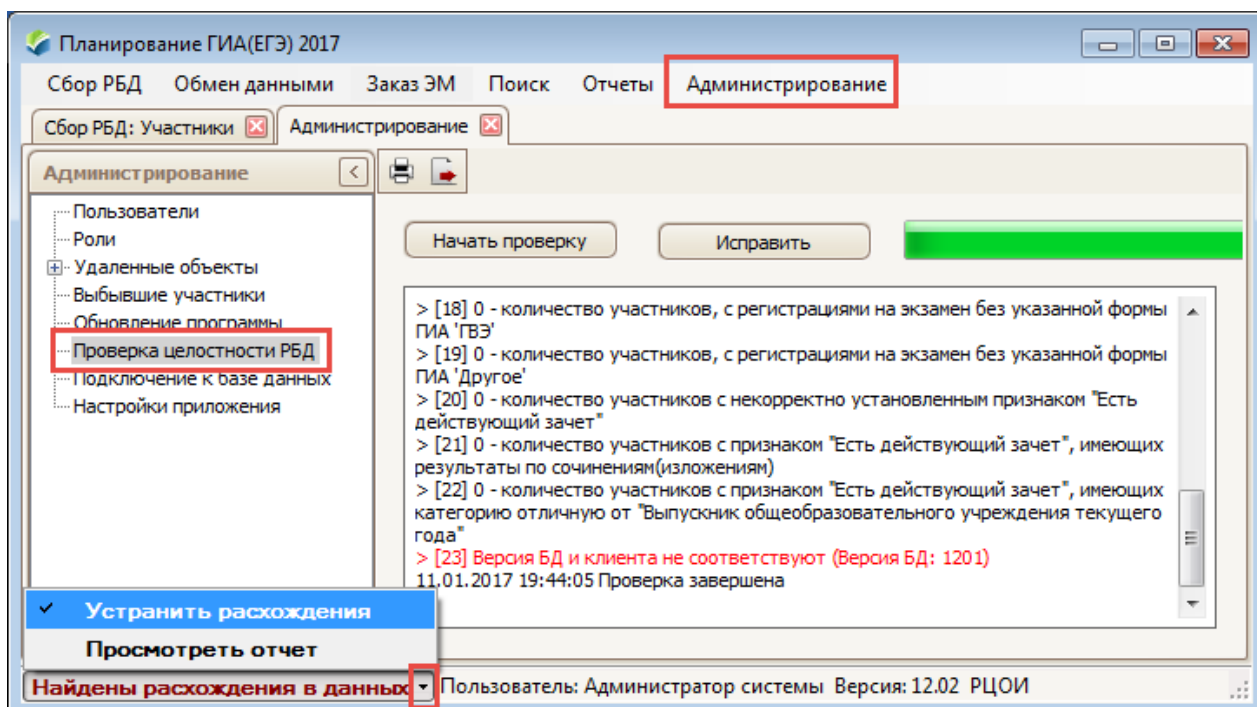 Планирование ГИА(ЕГЭ) 2017
Сбор РБД Обмен данными Заказ ЭМ Поиск Отчеты Администрирование
Сбор РБД: Участники Администрирование
Администрирование
Пользователи
Роли
Удаленные объекты
Выбывшие участники
Обновление программы
Проверка целостности РБД
Подключение к базе данных
Настройки приложения
Начать проверку Исправить
> [18] 0 - количество участников, с регистрациями на экзамен без указанной формы
ГИА 'ГВЭ'
> [19] 0 - количество участников, с регистрациями на экзамен без указанной формы
ГИА 'Другое'
> [20] 0 - количество участников с некорректно установленным признаком "Есть
действующий зачет"
> [21] 0 - количество участников с признаком "Есть действующий зачет", имеющих
результаты по сочинениям(изложениям)
> [22] 0 - количество участников с признаком "Есть действующий зачет", имеющих
категорию отличную от "Выпускник общеобразовательного учреждения текущего
года"
> [23] Версия БД и клиента не соответствуют (Версия БД: 1201)
11.01.2017 19:44:05 Проверка завершена
Устранить расхождения
Просмотреть отчет
Найдены расхождения в данных Пользователь: Администратор системы Версия: 12.02 РЦОИ